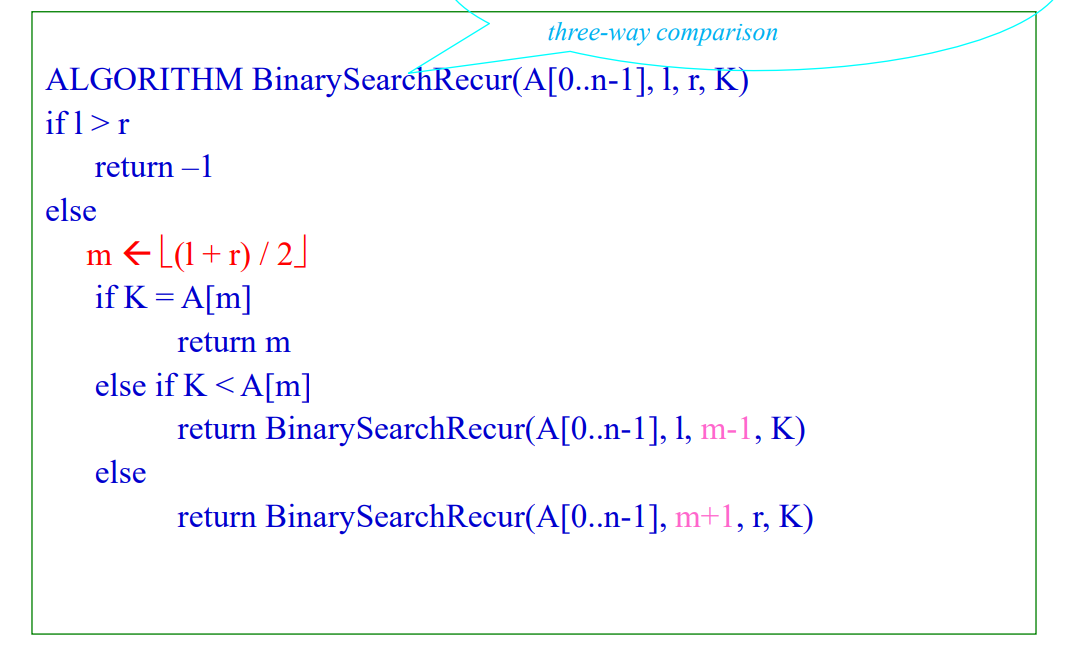 three-way comparison
ALGORITHM BinarySearchRecur(A[0..n-1], l, r, K)
if l > r
return –1
else
m ← ⌊(l + r) / 2⌋
if K = A[m]
return m
else if K < A[m]
return BinarySearchRecur(A[0..n-1], l, m-1, K)
else
return BinarySearchRecur(A[0..n-1], m+1, r, K)